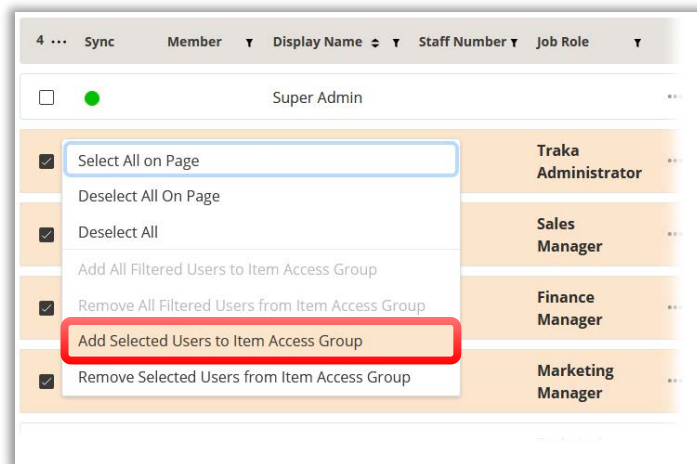 4 ... Sync Member Display Name Staff Number Job Role
Super Admin
Select All on Page
Deselect All On Page
Deselect All
Add All Filtered Users to Item Access Group
Remove All Filtered Users from Item Access Group
Add Selected Users to Item Access Group
Remove Selected Users from Item Access Group
Traka
Administrator
Sales
Manager
Finance
Manager
Marketing
Manager